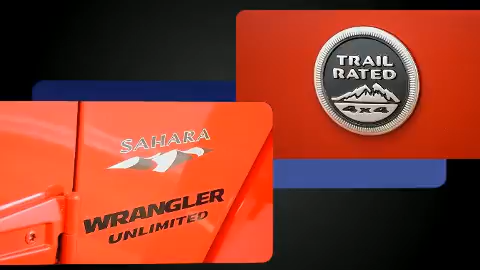 TRAIL
RATED
4x4
SAHARA
WRANGLER
UNLIMITED